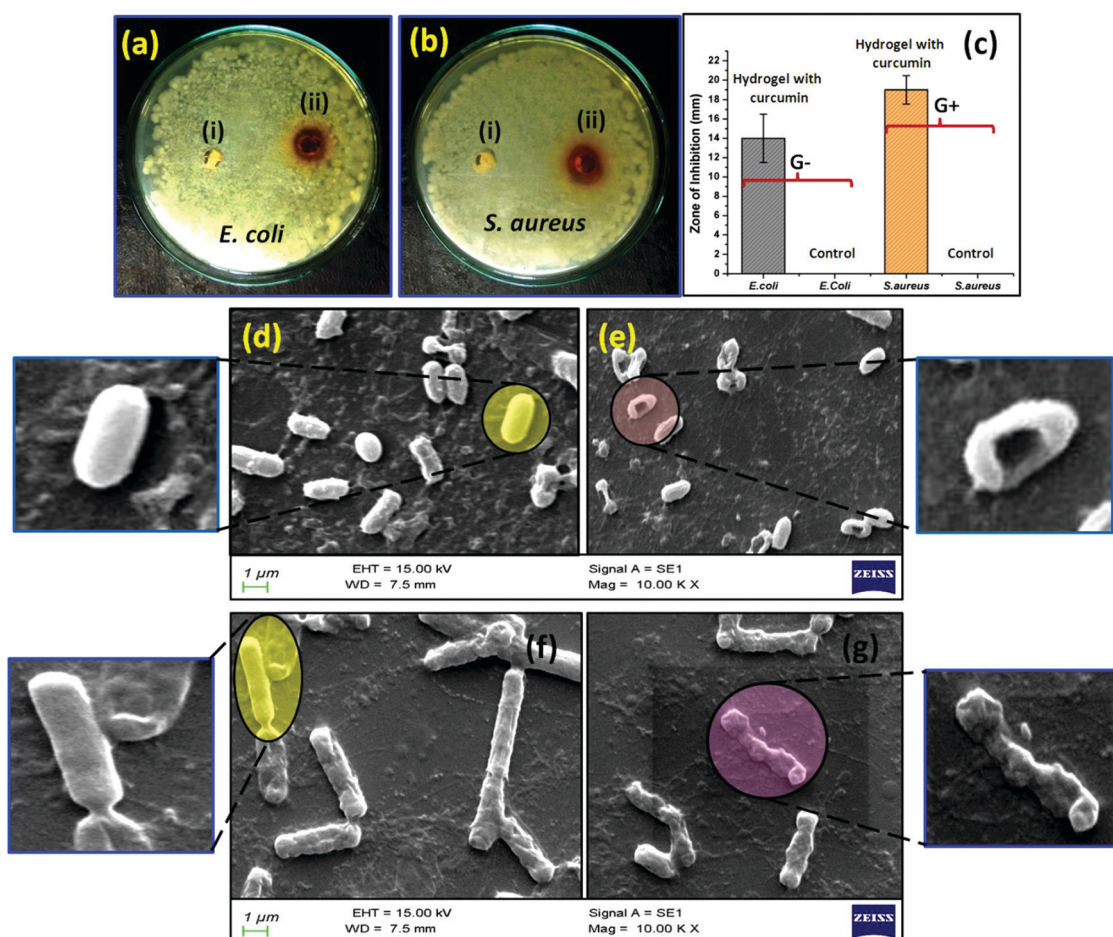 (a)
(i)
(ii)
E. coli
(b)
(i)
(ii)
S. aureus
(c)
Zone of Inhibition (mm)
22
20
18
16
14
12
10
8
6
4
2
0
Hydrogel with
curcumin
G-
Control
Hydrogel with
curcumin
G+
Control
E.coli
E.Coli
S.aureus
S.aureus
(d)
(e)
1 µm
EHT = 15.00 kV
WD = 7.5 mm
Signal A = SE1
Mag = 10.00 K X
ZEISS
(f)
(g)
1 µm
EHT = 15.00 kV
WD = 7.5 mm
Signal A = SE1
Mag = 10.00 K X
ZEISS